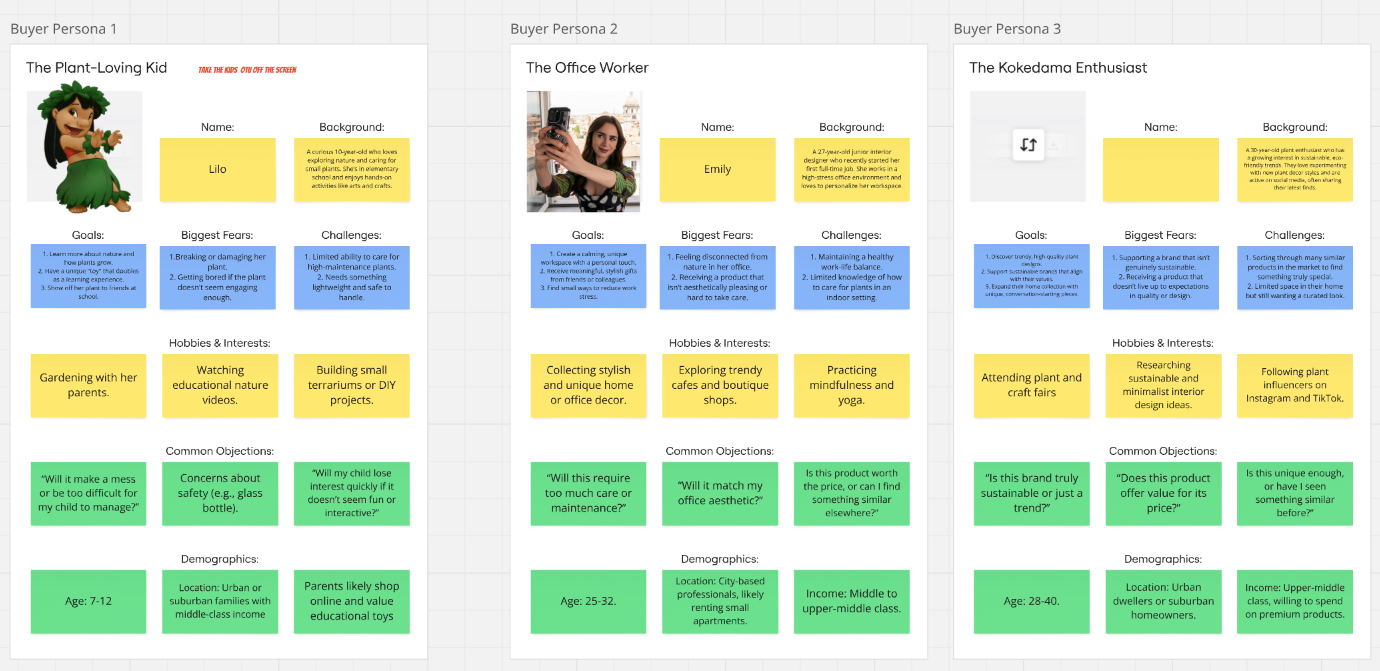 Buyer Persona 1
The Plant-Loving Kid
TAKE THE KIDS OTU OFF THE SCREEN
Name:
Lilo
Background:
A curious 10-year-old who loves
exploring nature and caring for
small plants. She's in elementary
school and enjoys hands-on
activities like arts and crafts.
Goals:
1. Learn more about nature and
how plants grow.
2. Have a unique "toy" that doubles
as a learning experience.
3. Show off her plant to friends at
school.
Biggest Fears:
1.Breaking or damaging her
plant.
2. Getting bored if the plant
doesn't seem engaging
enough.
Challenges:
1. Limited ability to care for
high-maintenance plants.
2. Needs something
lightweight and safe to
handle.
Hobbies & Interests:
Gardening with her
parents.
Watching
educational nature
videos.
Building small
terrariums or DIY
projects.
Common Objections:
“Will it make a mess
or be too difficult for
my child to manage?”
Concerns about
safety (e.g., glass
bottle).
“Will my child lose
interest quickly if it
doesn’t seem fun or
interactive?”
Demographics:
Age: 7-12
Location: Urban or
suburban families with
middle-class income
Parents likely shop
online and value
educational toys
Buyer Persona 2
The Office Worker
Name:
Emily
Background:
A 27-year-old junior interior
designer who recently started her
first full-time job. She works in a
high-stress office environment and
loves to personalize her workspace
Goals:
1. Create a calming, unique
workspace with a personal touch.
2. Receive meaningful, stylish gifts
from friends or colleagues.
3. Find small ways to reduce work
stress.
Biggest Fears:
1. Feeling disconnected from
nature in her office.
2. Receiving a product that
isn't aesthetically pleasing or
hard to take care.
Challenges:
1. Maintaining a healthy
work-life balance.
2. Limited knowledge of how
to care for plants in an
indoor setting.
Hobbies & Interests:
Collecting stylish
and unique home
or office decor.
Exploring trendy
cafes and boutique
shops.
Practicing
mindfulness and
yoga.
Common Objections:
“Will this require
too much care or
maintenance?”
“Will it match my
office aesthetic?”
Is this product worth
the price, or can I find
something similar
elsewhere?”
Demographics:
Age: 25-32.
Location: City-based
professionals, likely
renting small
apartments.
Income: Middle to
upper-middle class.
Buyer Persona 3
The Kokedama Enthusiast
Name:
Background:
A 30-year-old plant enthusiast who has
a growing interest in sustainable, eco-
friendly trends. They love experimenting
with new plant decor styles and are
active on social media, often sharing
their latest finds.
Goals:
1. Discover trendy, high-quality plant
designs.
2. Support sustainable brands that align
with their values.
3. Expand their home collection with
unique, conversation-starting pieces.
Biggest Fears:
1. Supporting a brand that isn't
genuinely sustainable.
2. Receiving a product that
doesn't live up to expectations
in quality or design.
Challenges:
1. Sorting through many similar
products in the market to find
something truly special.
2. Limited space in their home
but still wanting a curated look.
Hobbies & Interests:
Attending plant and
craft fairs
Researching
sustainable and
minimalist interior
design ideas.
Following plant
influencers on
Instagram and TikTok.
Common Objections:
“Is this brand truly
sustainable or just a
trend?”
“Does this product
offer value for its
price?”
Is this unique enough,
or have I seen
something similar
before?”
Demographics:
Age: 28-40.
Location: Urban
dwellers or suburban
homeowners.
Income: Upper-middle
class, willing to spend
on premium products.